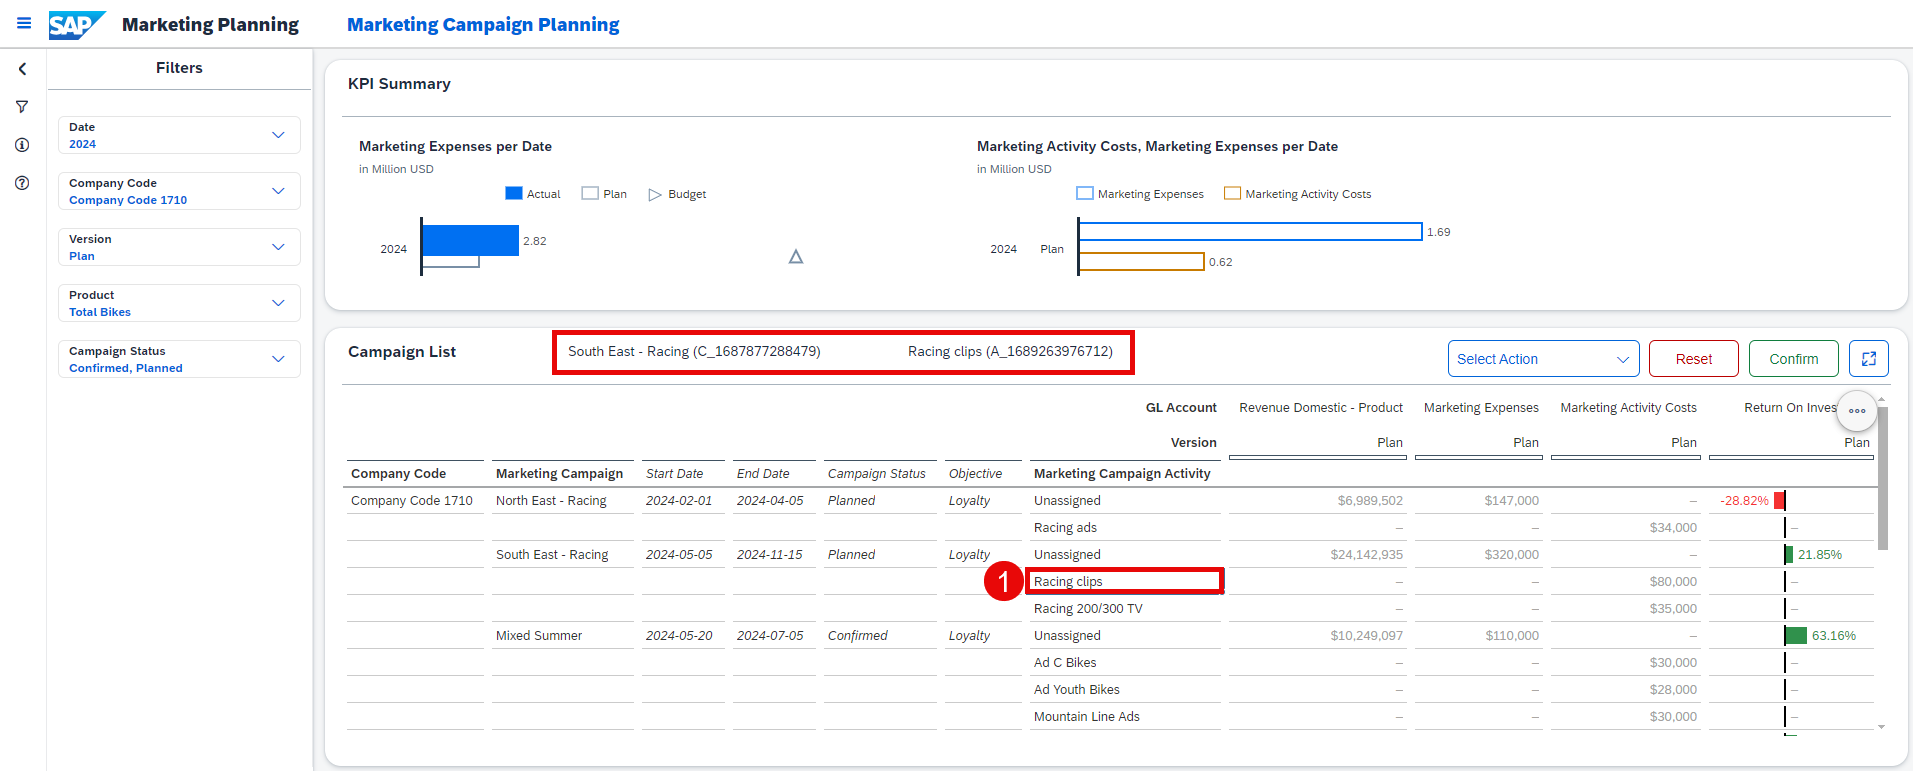 SAP Marketing Planning Marketing Campaign Planning
Filters
Date
2024
Company Code
Company Code 1710
Version
Plan
Product
Total Bikes
Campaign Status
Confirmed, Planned
KPI Summary
Marketing Expenses per Date
in Million USD
Actual Plan Budget
2024 2.82
Marketing Activity Costs, Marketing Expenses per Date
in Million USD
Marketing Expenses Marketing Activity Costs
2024 Plan 1.69
0.62
Campaign List South East - Racing (C_1687877288479) Racing clips (A_1689263976712) Select Action Reset Confirm
GL Account Revenue Domestic - Product Marketing Expenses Marketing Activity Costs Return On Inves
Version Plan Plan Plan Plan
Company Code Marketing Campaign Start Date End Date Campaign Status Objective Marketing Campaign Activity
Company Code 1710 North East - Racing 2024-02-01 2024-04-05 Planned Loyalty Unassigned $6,989,502 $147,000 – -28.82%
Racing ads – – $34,000 –
South East - Racing 2024-05-05 2024-11-15 Planned Loyalty Unassigned $24,142,935 $320,000 – 21.85%
1 Racing clips – – $80,000 –
Racing 200/300 TV – – $35,000 –
Mixed Summer 2024-05-20 2024-07-05 Confirmed Loyalty Unassigned $10,249,097 $110,000 – 63.16%
Ad C Bikes – – $30,000 –
Ad Youth Bikes – – $28,000 –
Mountain Line Ads – – $30,000 –